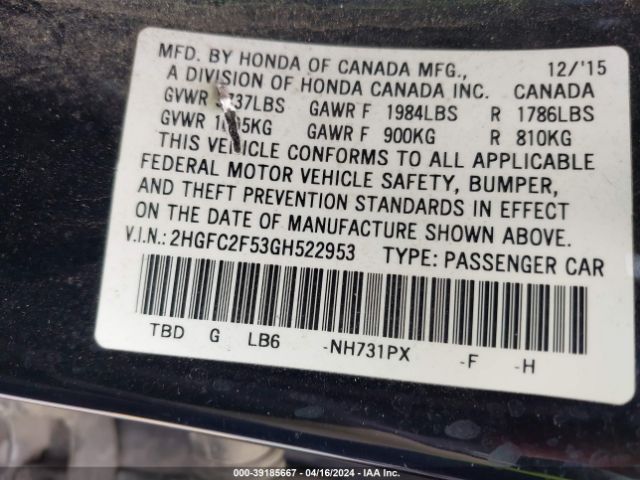 MFD. BY HONDA OF CANADA MFG., 12/'15
A DIVISION OF HONDA CANADA INC. CANADA
GVWR GAWR F 1984LBS R 1786LBS
GVWR GAWR F 900KG R 810KG
THIS VEHICLE CONFORMS TO ALL APPLICABLE
FEDERAL MOTOR VEHICLE SAFETY, BUMPER,
AND THEFT PREVENTION STANDARDS IN EFFECT
ON THE DATE OF MANUFACTURE SHOWN ABOVE.
V.I.N.: 2HGFC2F53GH522953 TYPE: PASSENGER CAR
TBD G LB6 -NH731PX -F -H
000-39185667 - 04/16/2024 - IAA Inc.